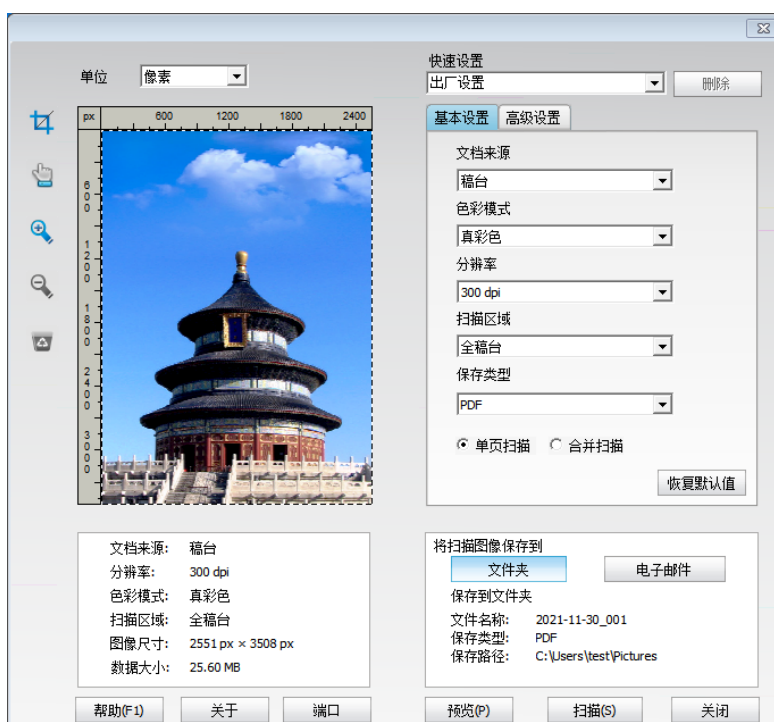 单位 像素
快速设置
出厂设置 删除
px 600 1200 1800 2400
600
1200
1800
2400
3000
基本设置 高级设置
文档来源
稿台
色彩模式
真彩色
分辨率
300 dpi
扫描区域
全稿台
保存类型
PDF
单页扫描 合并扫描
恢复默认值
文档来源: 稿台
分辨率: 300 dpi
色彩模式: 真彩色
扫描区域: 全稿台
图像尺寸: 2551 px × 3508 px
数据大小: 25.60 MB
将扫描图像保存到
文件夹 电子邮件
保存到文件夹
文件名称: 2021-11-30_001
保存类型: PDF
保存路径: C:\Users\test\Pictures
帮助(F1) 关于 端口 预览(P) 扫描(S) 关闭